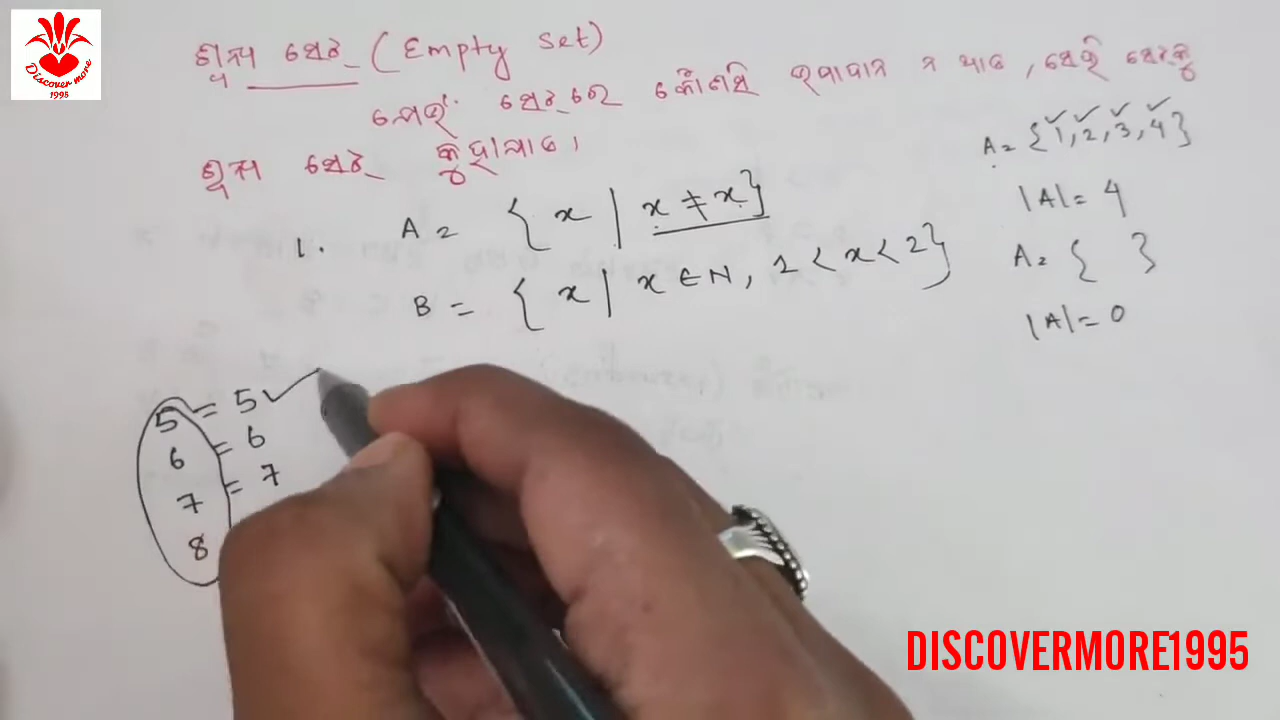 Discover more
1995
ଶୂନ୍ୟ ସେଟ୍ (Empty Set)
ଯେଉଁ ସେଟ୍‌ରେ କୌଣସି ଉପାଦାନ ନ ଥାଏ, ସେହି ସେଟ୍‌କୁ
ଶୂନ୍ୟ ସେଟ୍ କୁହାଯାଏ।
A = {1, 2, 3, 4}
|A| = 4
A = { }
|A| = 0
1. A = {x | x ≠ x}
B = {x | x ∈ N, 1 < x < 2}
5 = 5 ✓
6 = 6
7 = 7
8
DISCOVERMORE1995